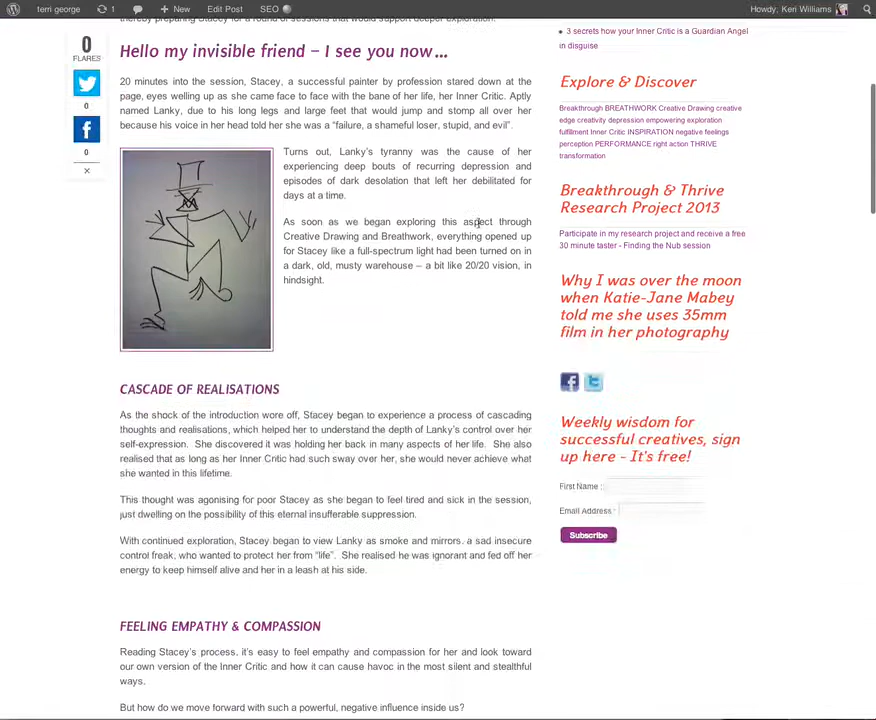 terri george
1
New
Edit Post
SEO
Howdy, Keri Williams
thereby preparing Stacey for a round of sessions that would support deeper exploration.
0
FLARES
0
0
×
Hello my invisible friend – I see you now…
20 minutes into the session, Stacey, a successful painter by profession stared down at the
page, eyes welling up as she came face to face with the bane of her life, her Inner Critic. Aptly
named Lanky, due to his long legs and large feet that would jump and stomp all over her
because his voice in her head told her she was a “failure, a shameful loser, stupid, and evil”.
Turns out, Lanky’s tyranny was the cause of her
experiencing deep bouts of recurring depression and
episodes of dark desolation that left her debilitated for
days at a time.
As soon as we began exploring this aspect through
Creative Drawing and Breathwork, everything opened up
for Stacey like a full-spectrum light had been turned on in
a dark, old, musty warehouse – a bit like 20/20 vision, in
hindsight.
CASCADE OF REALISATIONS
As the shock of the introduction wore off, Stacey began to experience a process of cascading
thoughts and realisations, which helped her to understand the depth of Lanky’s control over her
self-expression. She discovered it was holding her back in many aspects of her life. She also
realised that as long as her Inner Critic had such sway over her, she would never achieve what
she wanted in this lifetime.
This thought was agonising for poor Stacey as she began to feel tired and sick in the session,
just dwelling on the possibility of this eternal insufferable suppression.
With continued exploration, Stacey began to view Lanky as smoke and mirrors, a sad insecure
control freak, who wanted to protect her from “life”. She realised he was ignorant and fed off her
energy to keep himself alive and her in a leash at his side.
FEELING EMPATHY & COMPASSION
Reading Stacey’s process, it’s easy to feel empathy and compassion for her and look toward
our own version of the Inner Critic and how it can cause havoc in the most silent and stealthful
ways.
But how do we move forward with such a powerful, negative influence inside us?
3 secrets how your Inner Critic is a Guardian Angel
in disguise
Explore & Discover
Breakthrough BREATHWORK Creative Drawing creative
edge creativity depression empowering exploration
fulfillment Inner Critic INSPIRATION negative feelings
perception PERFORMANCE right action THRIVE
transformation
Breakthrough & Thrive
Research Project 2013
Participate in my research project and receive a free
30 minute taster - Finding the Nub session
Why I was over the moon
when Katie-Jane Mabey
told me she uses 35mm
film in her photography
Weekly wisdom for
successful creatives, sign
up here - It's free!
First Name :
Email Address :
Subscribe